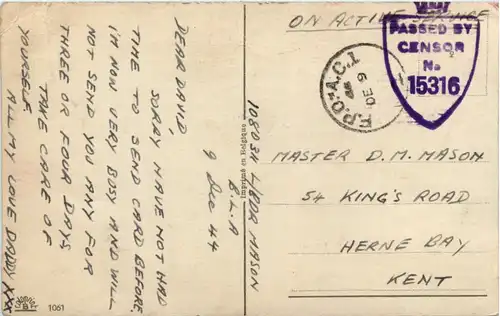 1080311 L/BDR MASON
B.L.A
9 Dec 44
DEAR DAVID,
SORRY HAVE NOT HAD
TIME TO SEND CARD BEFORE.
I'M NOW VERY BUSY AND WILL
NOT SEND YOU ANY FOR
THREE OR FOUR DAYS
TAKE CARE OF
YOURSELF.
ALL MY LOVE DADDY XXX
1061
Imprimé en Belgique
ON ACTIVE SERVICE
F.P.O. A.C.1
DE 9
PASSED BY
CENSOR
No
15316
MASTER D. M. MASON
54 KING'S ROAD
HERNE BAY
KENT